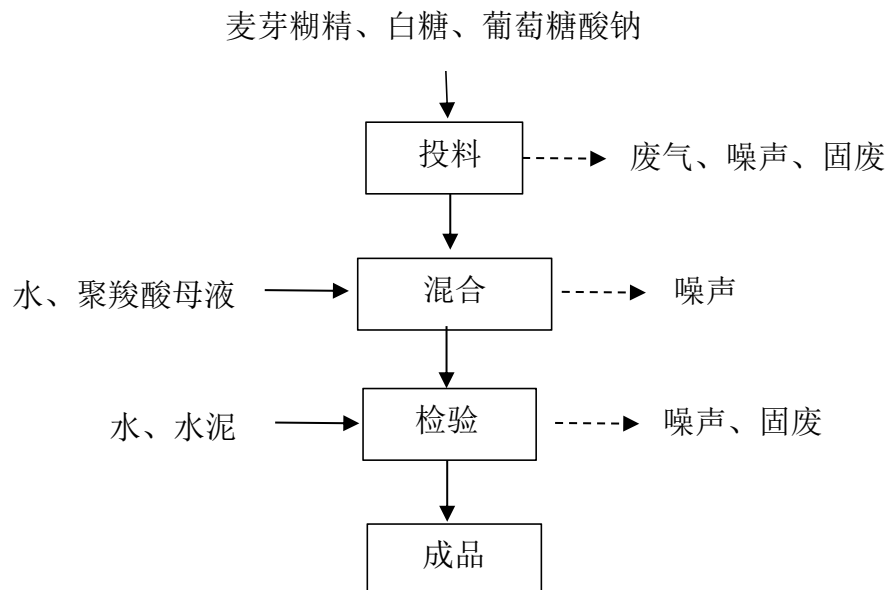 麦芽糊精、白糖、葡萄糖酸钠
投料
废气、噪声、固废
水、聚羧酸母液
混合
噪声
水、水泥
检验
噪声、固废
成品